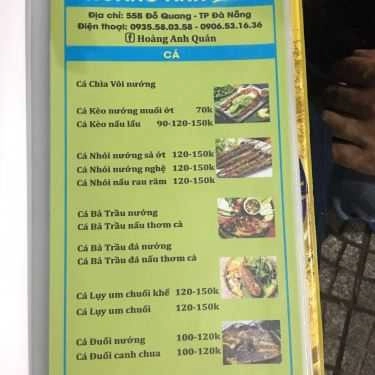 Địa chỉ: 55B Đỗ Quang - TP Đà Nẵng
Điện thoại: 0935.58.03.58 - 0906.53.16.36
Hoàng Anh Quán
CÁ
Cá Chìa Vôi nướng
Cá Kèo nướng muối ớt 70k
Cá Kèo nấu lẩu 90-120-150k
Cá Nhói nướng sả ớt 120-150k
Cá Nhói nướng nghệ 120-150k
Cá Nhói nấu rau răm 120-150k
Cá Bã Trầu nướng
Cá Bã Trầu nấu thơm cà
Cá Bã Trầu đá nướng
Cá Bã Trầu đá nấu thơm cà
Cá Lụy um chuối khế 120-150k
Cá Lụy um chuối 120-150k
Cá Đuối nướng 100-120k
Cá Đuối canh chua 100-120k